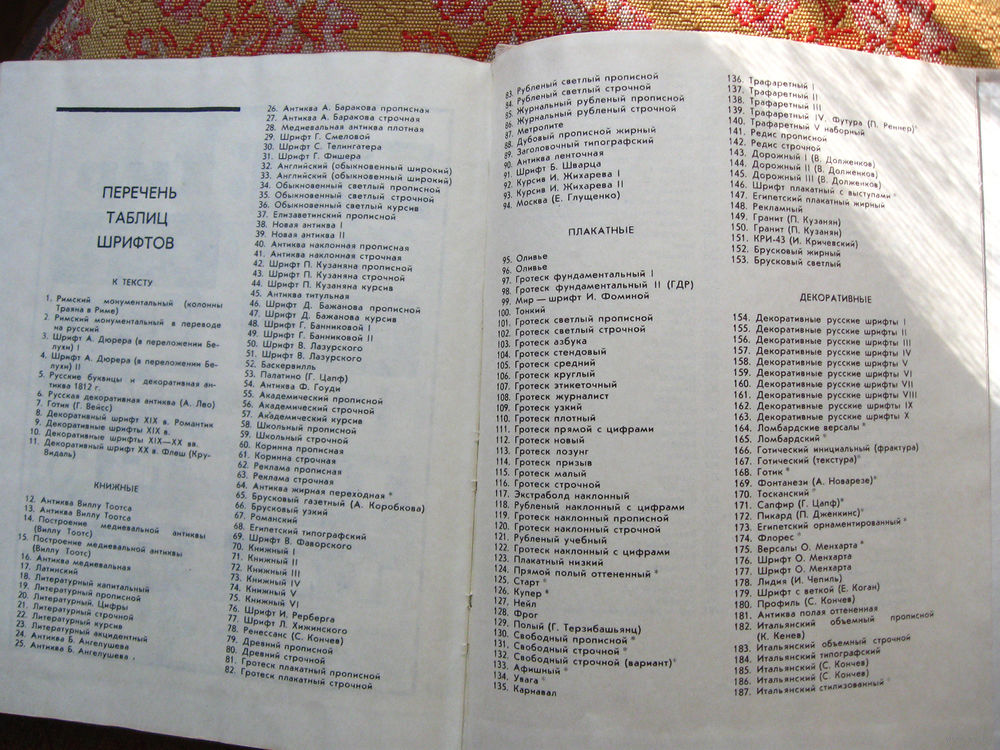 ПЕРЕЧЕНЬ
ТАБЛИЦ
ШРИФТОВ
К ТЕКСТУ
1. Римский монументальный (колонны
Траяна в Риме)
2. Римский монументальный в переводе
на русский
3. Шрифт А. Дюрера (в переложении Бе-
лухи) I
4. Шрифт А. Дюрера (в переложении Бе-
лухи) II
5. Русские буквицы и декоративная ан-
тиква 1812 г.
6. Русская декоративная антиква (А. Лео)
7. Готик (Г. Вейсс)
8. Декоративный шрифт XIX в. Романтик
9. Декоративные шрифты XIX в.
10. Декоративные шрифты XIX—XX вв.
11. Декоративный шрифт XX в. Флеш (Кру-
Видаль)
КНИЖНЫЕ
12. Антиква Виллу Тоотса
13. Антиква Виллу Тоотса
14. Построение медиевальной антиквы
(Виллу Тоотс)
15. Построение медиевальной антиквы
(Виллу Тоотс)
16. Антиква медиевальная
17. Латинский
18. Литературный капитальный
19. Литературный прописной
20. Литературный. Цифры
21. Литературный строчной
22. Литературный курсив
23. Литературный акцидентный
24. Антиква Б. Ангелушева
25. Антиква Б. Ангелушева
26. Антиква А. Баракова прописная
27. Антиква А. Баракова строчная
28. Медиевальная антиква плотная
29. Шрифт Г. Смеловой
30. Шрифт С. Телингатера
31. Шрифт Г. Фишера
32. Английский (обыкновенный широкий)
33. Английский (обыкновенный широкий)
34. Обыкновенный светлый прописной
35. Обыкновенный светлый строчной
36. Обыкновенный светлый курсив
37. Елизаветинский прописной
38. Новая антиква I
39. Новая антиква II
40. Антиква наклонная прописная
41. Антиква наклонная строчная
42. Шрифт П. Кузаняна прописной
43. Шрифт П. Кузаняна строчной
44. Шрифт П. Кузаняна курсив
45. Антиква титульная
46. Шрифт Д. Бажанова прописной
47. Шрифт Д. Бажанова курсив
48. Шрифт Г. Банниковой I
49. Шрифт Г. Банниковой II
50. Шрифт В. Лазурского
51. Шрифт В. Лазурского
52. Баскервилль
53. Палатино (Г. Цапф)
54. Антиква Ф. Гоуди
55. Академический прописной
56. Академический строчной
57. Академический курсив
58. Школьный прописной
59. Школьный строчной
60. Коринна прописная
61. Коринна строчная
62. Реклама прописная
63. Реклама строчная
64. Антиква жирная переходная *
65. Брусковый газетный (А. Коробкова)
66. Брусковый узкий
67. Романский
68. Египетский типографский
69. Шрифт В. Фаворского
70. Книжный I
71. Книжный II
72. Книжный III
73. Книжный IV
74. Книжный V
75. Книжный VI
76. Шрифт И. Рерберга
77. Шрифт Л. Хижинского
78. Ренессанс (С. Кончев)
79. Древний прописной
80. Древний строчной
81. Гротеск плакатный прописной
82. Гротеск плакатный строчной
83. Рубленый светлый прописной
84. Рубленый светлый строчной
85. Журнальный рубленый прописной
86. Журнальный рубленый строчной
87. Метролите
88. Дубовый прописной жирный
89. Заголовочный типографский
90. Антиква ленточная
91. Шрифт Б. Шварца
92. Курсив И. Жихарева I
93. Курсив И. Жихарева II
94. Москва (Е. Глущенко)
ПЛАКАТНЫЕ
95. Оливье
96. Оливье
97. Гротеск фундаментальный I
98. Гротеск фундаментальный II (ГДР)
99. Мир — шрифт И. Фоминой
100. Тонкий
101. Гротеск светлый прописной
102. Гротеск светлый строчной
103. Гротеск азбука
104. Гротеск стендовый
105. Гротеск средний
106. Гротеск круглый
107. Гротеск этикеточный
108. Гротеск журналист
109. Гротеск узкий
110. Гротеск плотный
111. Гротеск прямой с цифрами
112. Гротеск новый
113. Гротеск лозунг
114. Гротеск призыв
115. Гротеск малый
116. Гротеск строчной
117. Экстраболд наклонный
118. Рубленый наклонный с цифрами
119. Гротеск наклонный прописной
120. Гротеск наклонный строчной
121. Рубленый учебный
122. Гротеск наклонный с цифрами
123. Плакатный низкий
124. Прямой полый оттененный *
125. Старт *
126. Купер *
127. Нейл
128. Фрог
129. Полый (Г. Терзибашьянц)
130. Свободный прописной *
131. Свободный строчной *
132. Свободный строчной (вариант) *
133. Афишный *
134. Увага *
135. Карнавал
136. Трафаретный I
137. Трафаретный II
138. Трафаретный III
139. Трафаретный IV. Футура (П. Реннер)*
140. Трафаретный V наборный
141. Редис прописной
142. Редис строчной
143. Дорожный I (В. Долженков)
144. Дорожный II (В. Долженков)
145. Дорожный III (В. Долженков)
146. Шрифт плакатный с выступами *
147. Египетский плакатный жирный
148. Рекламный
149. Гранит (П. Кузанян)
150. Гранит (П. Кузанян)
151. КРИ-43 (И. Кричевский)
152. Брусковый жирный
153. Брусковый светлый
ДЕКОРАТИВНЫЕ
154. Декоративные русские шрифты I
155. Декоративные русские шрифты II
156. Декоративные русские шрифты III
157. Декоративные русские шрифты IV
158. Декоративные русские шрифты V
159. Декоративные русские шрифты VI
160. Декоративные русские шрифты VII
161. Декоративные русские шрифты VIII
162. Декоративные русские шрифты IX
163. Декоративные русские шрифты X
164. Ломбардские версалы *
165. Ломбардский *
166. Готический инициальный (фрактура)
167. Готический (текстура)*
168. Готик *
169. Фонтанези (А. Новарезе)*
170. Тосканский *
171. Сапфир (Г. Цапф)*
172. Пикард (П. Дженкинс)*
173. Египетский орнаментированный *
174. Флорес *
175. Версалы О. Менхарта *
176. Шрифт О. Менхарта
177. Шрифт О. Менхарта
178. Лидия (И. Чепиль)
179. Шрифт с веткой (Е. Коган)
180. Профиль (С. Кончев)
181. Антиква полая оттененная
182. Итальянский объемный прописной
(К. Кенев)
183. Итальянский объемный строчной
184. Итальянский типографский
185. Итальянский (С. Кончев)
186. Итальянский (С. Кончев)
187. Итальянский стилизованный *